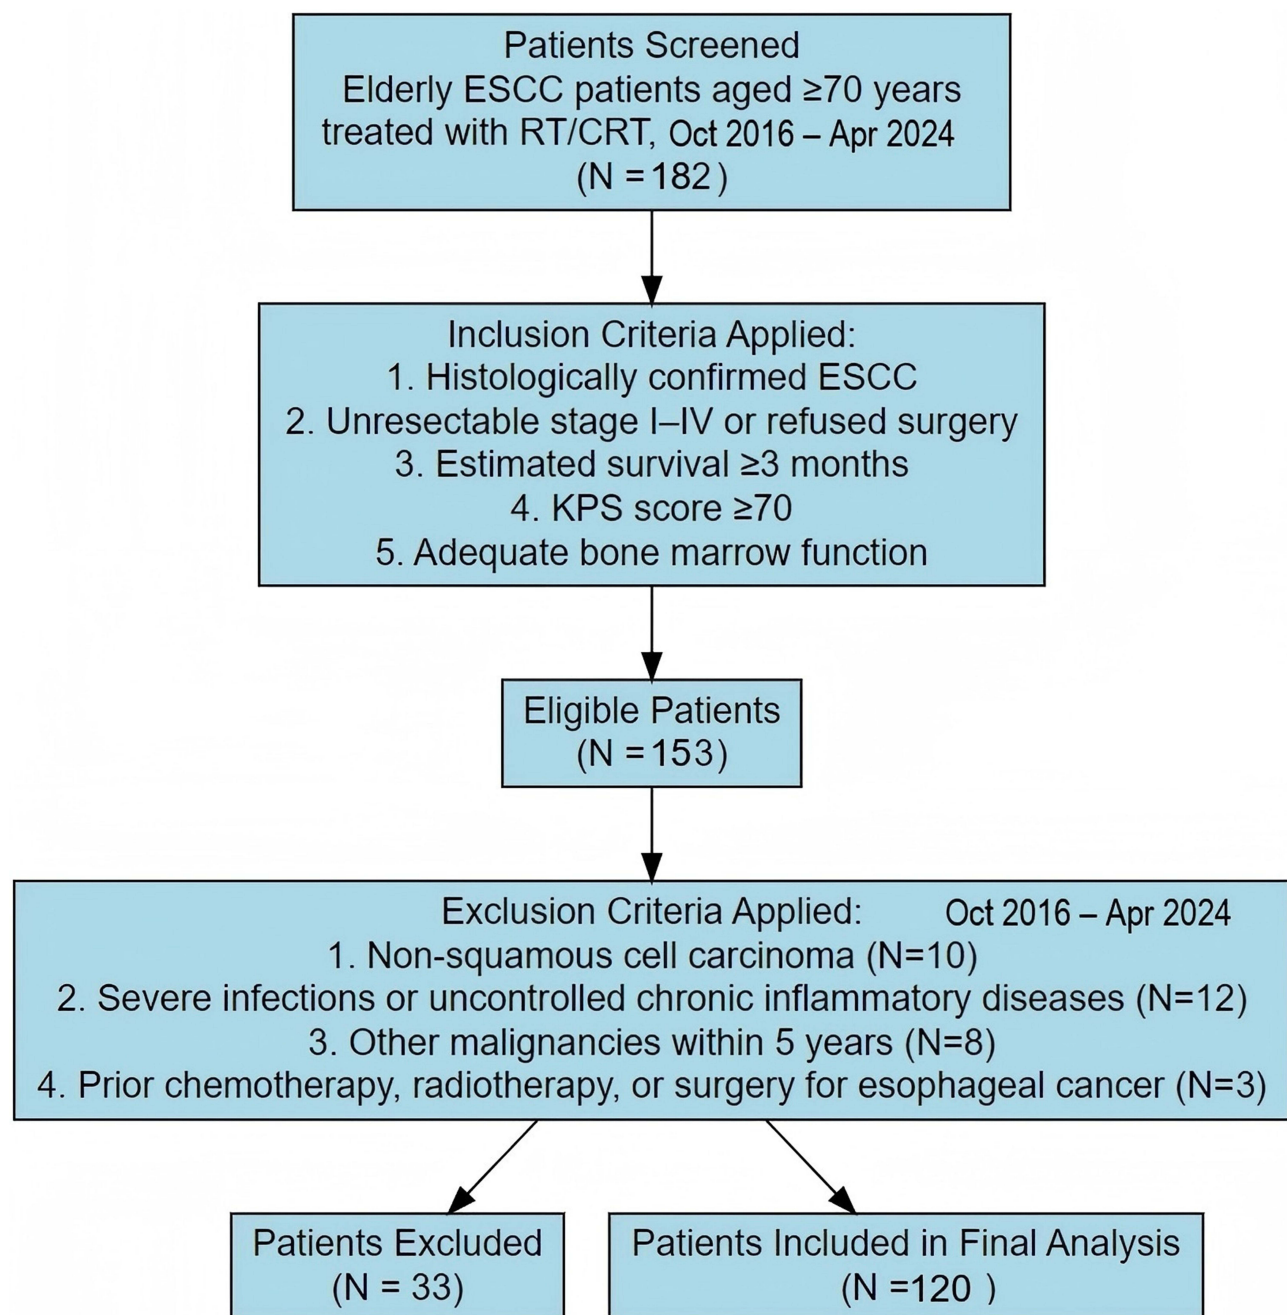 Patients Screened
Elderly ESCC patients aged ≥70 years
treated with RT/CRT, Oct 2016 – Apr 2024
(N = 182 )
Inclusion Criteria Applied:
1. Histologically confirmed ESCC
2. Unresectable stage I–IV or refused surgery
3. Estimated survival ≥3 months
4. KPS score ≥70
5. Adequate bone marrow function
Eligible Patients
(N = 153)
Exclusion Criteria Applied: Oct 2016 – Apr 2024
1. Non-squamous cell carcinoma (N=10)
2. Severe infections or uncontrolled chronic inflammatory diseases (N=12)
3. Other malignancies within 5 years (N=8)
4. Prior chemotherapy, radiotherapy, or surgery for esophageal cancer (N=3)
Patients Excluded
(N = 33)
Patients Included in Final Analysis
(N =120 )